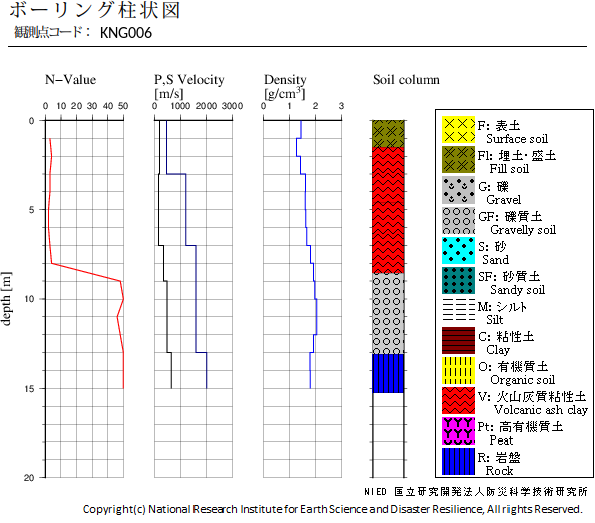 ボーリング柱状図
観測点コード： KNG006
N−Value
P,S Velocity
[m/s]
Density
[g/cm³]
Soil column
0 10 20 30 40 50
0 1000 2000 3000
0 1 2 3
0
5
10
15
20
depth [m]
F: 表土
Surface soil
Fl: 埋土・盛土
Fill soil
G: 礫
Gravel
GF: 礫質土
Gravelly soil
S: 砂
Sand
SF: 砂質土
Sandy soil
M: シルト
Silt
C: 粘性土
Clay
O: 有機質土
Organic soil
V: 火山灰質粘性土
Volcanic ash clay
Pt: 高有機質土
Peat
R: 岩盤
Rock
NIED 国立研究開発法人防災科学技術研究所
Copyright(c) National Research Institute for Earth Science and Disaster Resilience, All rights Reserved.